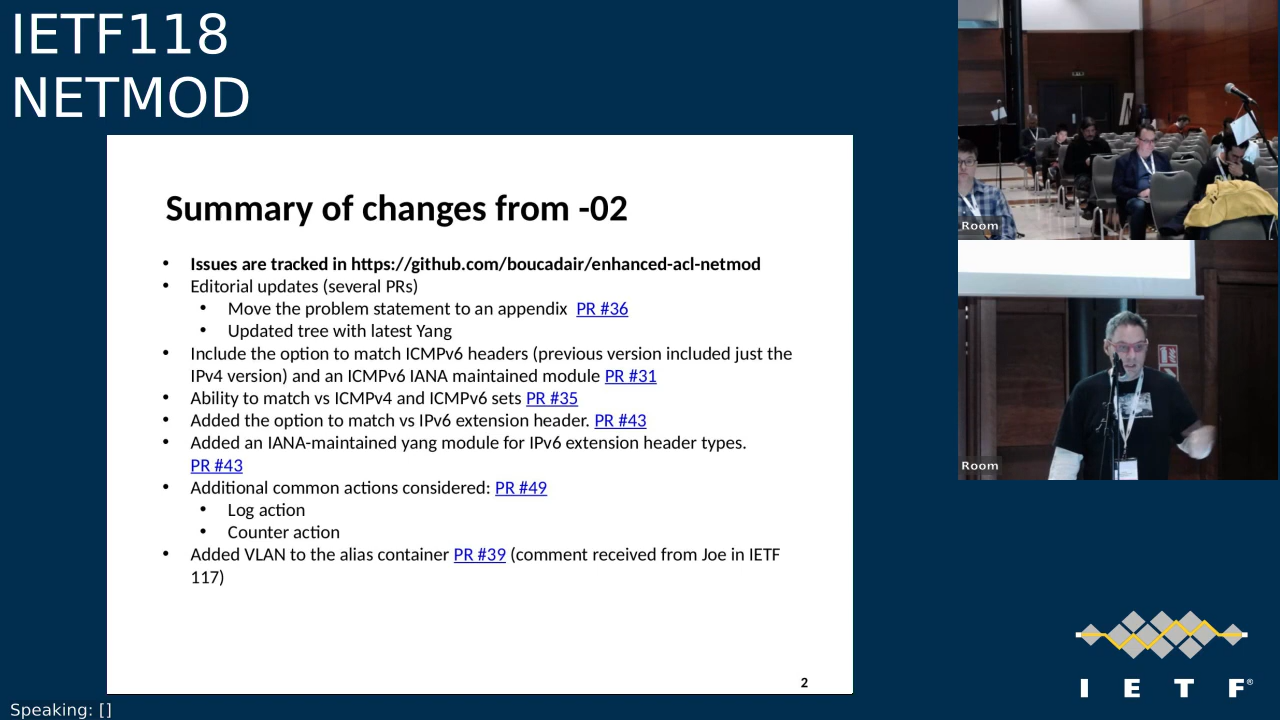 IETF118
NETMOD
Summary of changes from -02
• Issues are tracked in https://github.com/boucadair/enhanced-acl-netmod
• Editorial updates (several PRs)
• Move the problem statement to an appendix PR #36
• Updated tree with latest Yang
• Include the option to match ICMPv6 headers (previous version included just the
IPv4 version) and an ICMPv6 IANA maintained module PR #31
• Ability to match vs ICMPv4 and ICMPv6 sets PR #35
• Added the option to match vs IPv6 extension header. PR #43
• Added an IANA-maintained yang module for IPv6 extension header types.
PR #43
• Additional common actions considered: PR #49
• Log action
• Counter action
• Added VLAN to the alias container PR #39 (comment received from Joe in IETF
117)
2
Room
Room
I E T F®
Speaking: []